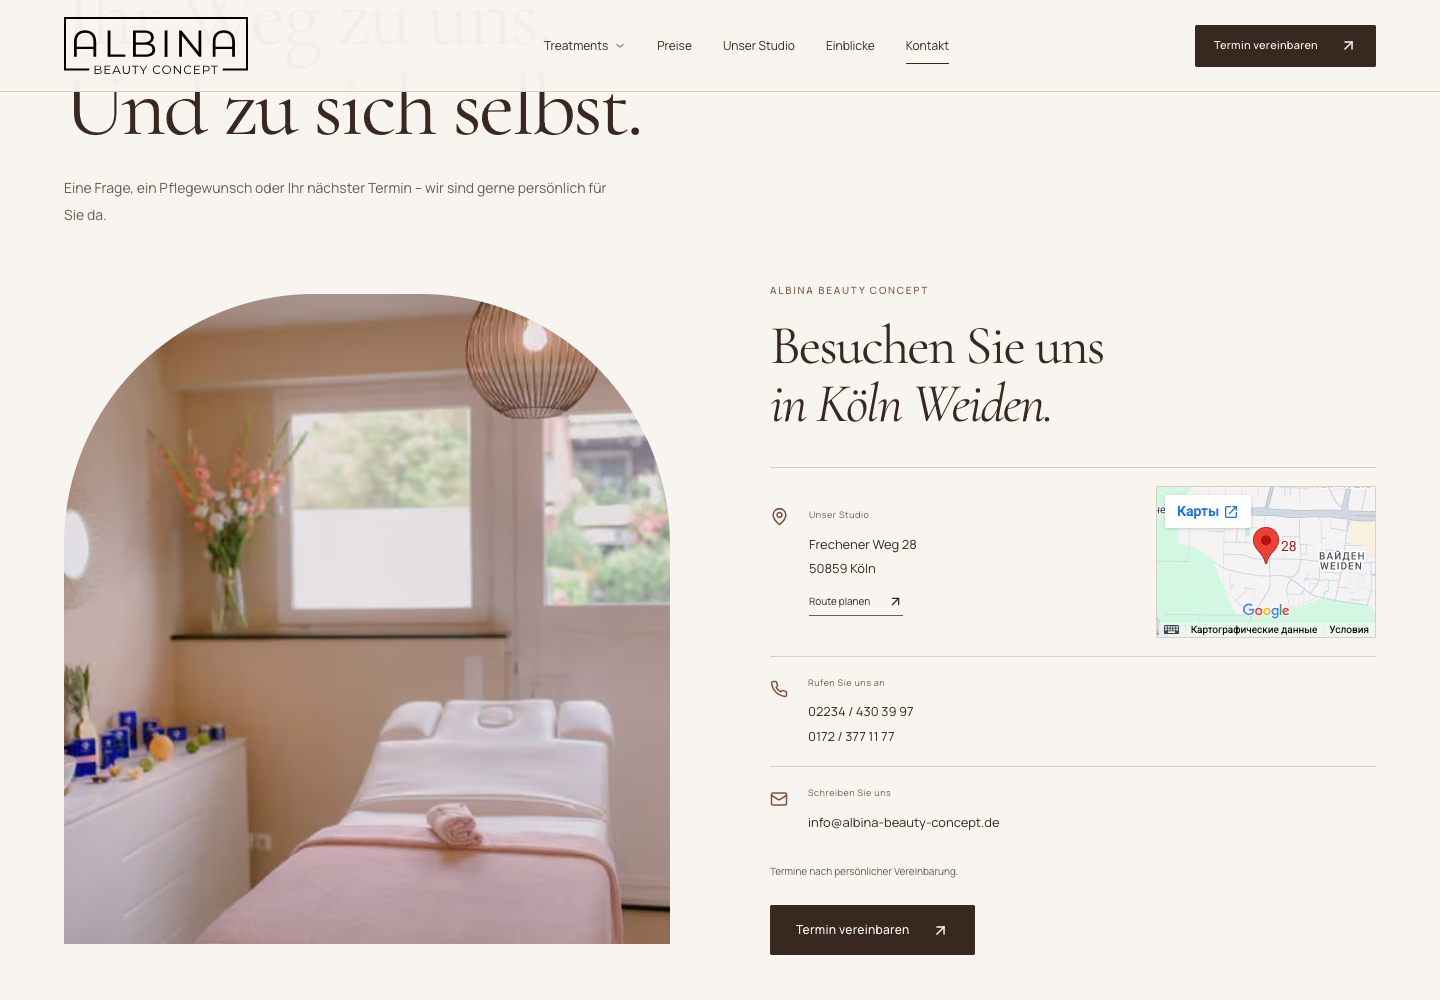 Ihr Weg zu uns.
ALBINA
BEAUTY CONCEPT
Treatments
Preise
Unser Studio
Einblicke
Kontakt
Termin vereinbaren
Und zu sich selbst.
Eine Frage, ein Pflegewunsch oder Ihr nächster Termin – wir sind gerne persönlich für
Sie da.
ALBINA BEAUTY CONCEPT
Besuchen Sie uns
in Köln Weiden.
Unser Studio
Frechener Weg 28
50859 Köln
Route planen
Карты
28
ВАЙДЕН
WEIDEN
Google
Картографические данные
Условия
Rufen Sie uns an
02234 / 430 39 97
0172 / 377 11 77
Schreiben Sie uns
info@albina-beauty-concept.de
Termine nach persönlicher Vereinbarung.
Termin vereinbaren